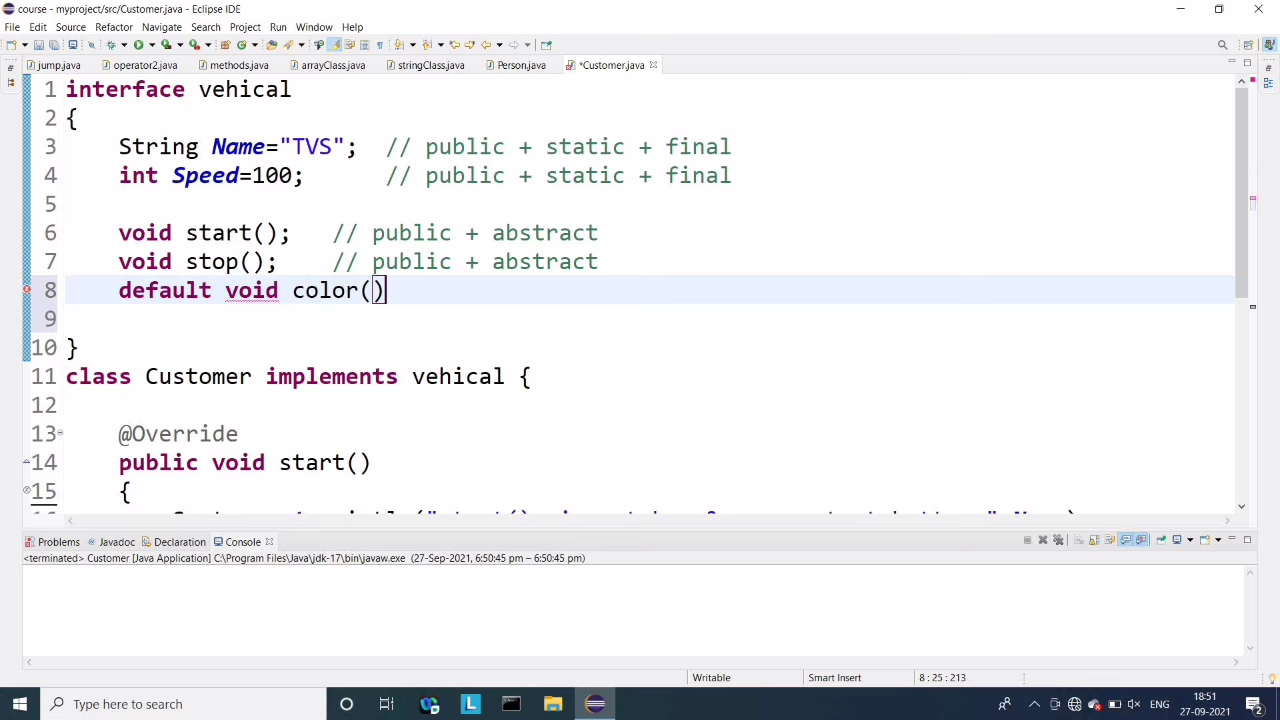 course - myproject/src/Customer.java - Eclipse IDE
File Edit Source Refactor Navigate Search Project Run Window Help
jump.java operator2.java methods.java arrayClass.java stringClass.java Person.java *Customer.java
1 interface vehical
2 {
3 String Name="TVS"; // public + static + final
4 int Speed=100; // public + static + final
5
6 void start(); // public + abstract
7 void stop(); // public + abstract
8 default void color()
9
10 }
11 class Customer implements vehical {
12
13 @Override
14 public void start()
15 {
Problems Javadoc Declaration Console
<terminated> Customer [Java Application] C:\Program Files\Java\jdk-17\bin\javaw.exe (27-Sep-2021, 6:50:45 pm – 6:50:45 pm)
Writable Smart Insert 8 : 25 : 213
Type here to search L ENG 18:51
27-09-2021 2